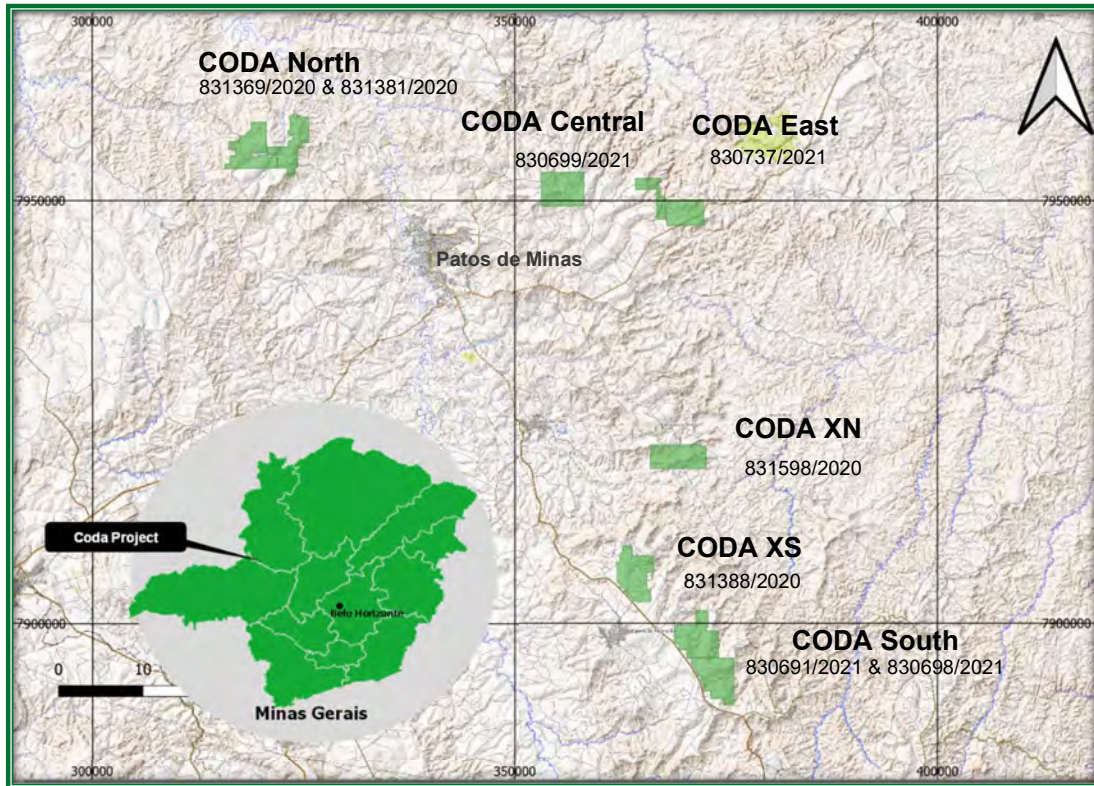 300000
350000
400000
CODA North
831369/2020 & 831381/2020
CODA Central
830699/2021
CODA East
830737/2021
7950000
7950000
Patos de Minas
CODA XN
831598/2020
CODA XS
831388/2020
Coda Project
Belo Horizonte
7900000
7900000
CODA South
830691/2021 & 830698/2021
0
10
Minas Gerais
300000
350000
400000